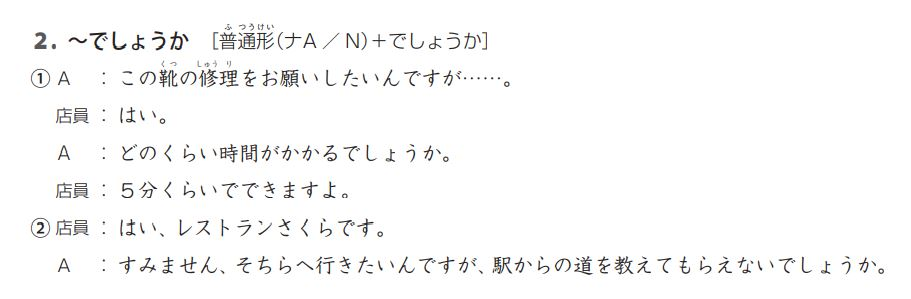 2. ～でしょうか [普通形(ナA／N)＋でしょうか]
① A ：この靴の修理をお願いしたいんですが……。
店員：はい。
A ：どのくらい時間がかかるでしょうか。
店員：5分くらいでできますよ。
② 店員：はい、レストランさくらです。
A ：すみません、そちらへ行きたいんですが、駅からの道を教えてもらえないでしょうか。